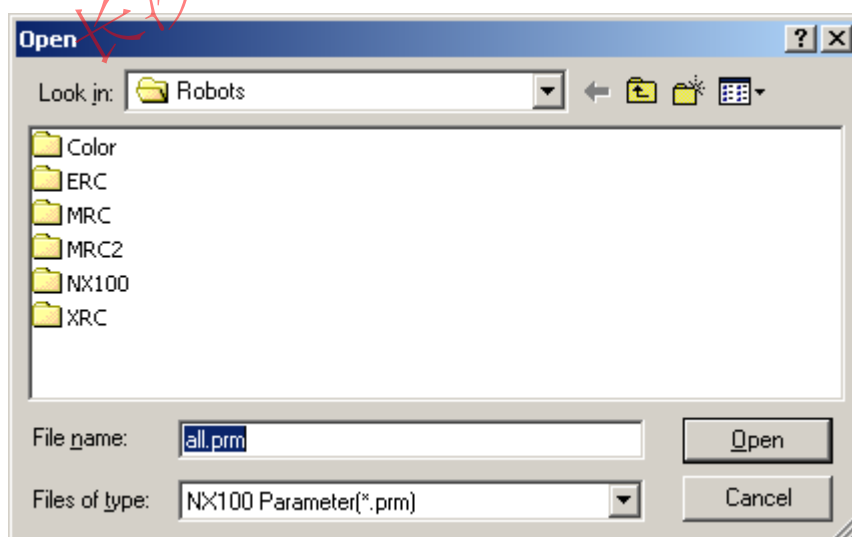 Open
Look in: Robots
Color
ERC
MRC
MRC2
NX100
XRC
File name: all.prm Open
Files of type: NX100 Parameter(*.prm) Cancel